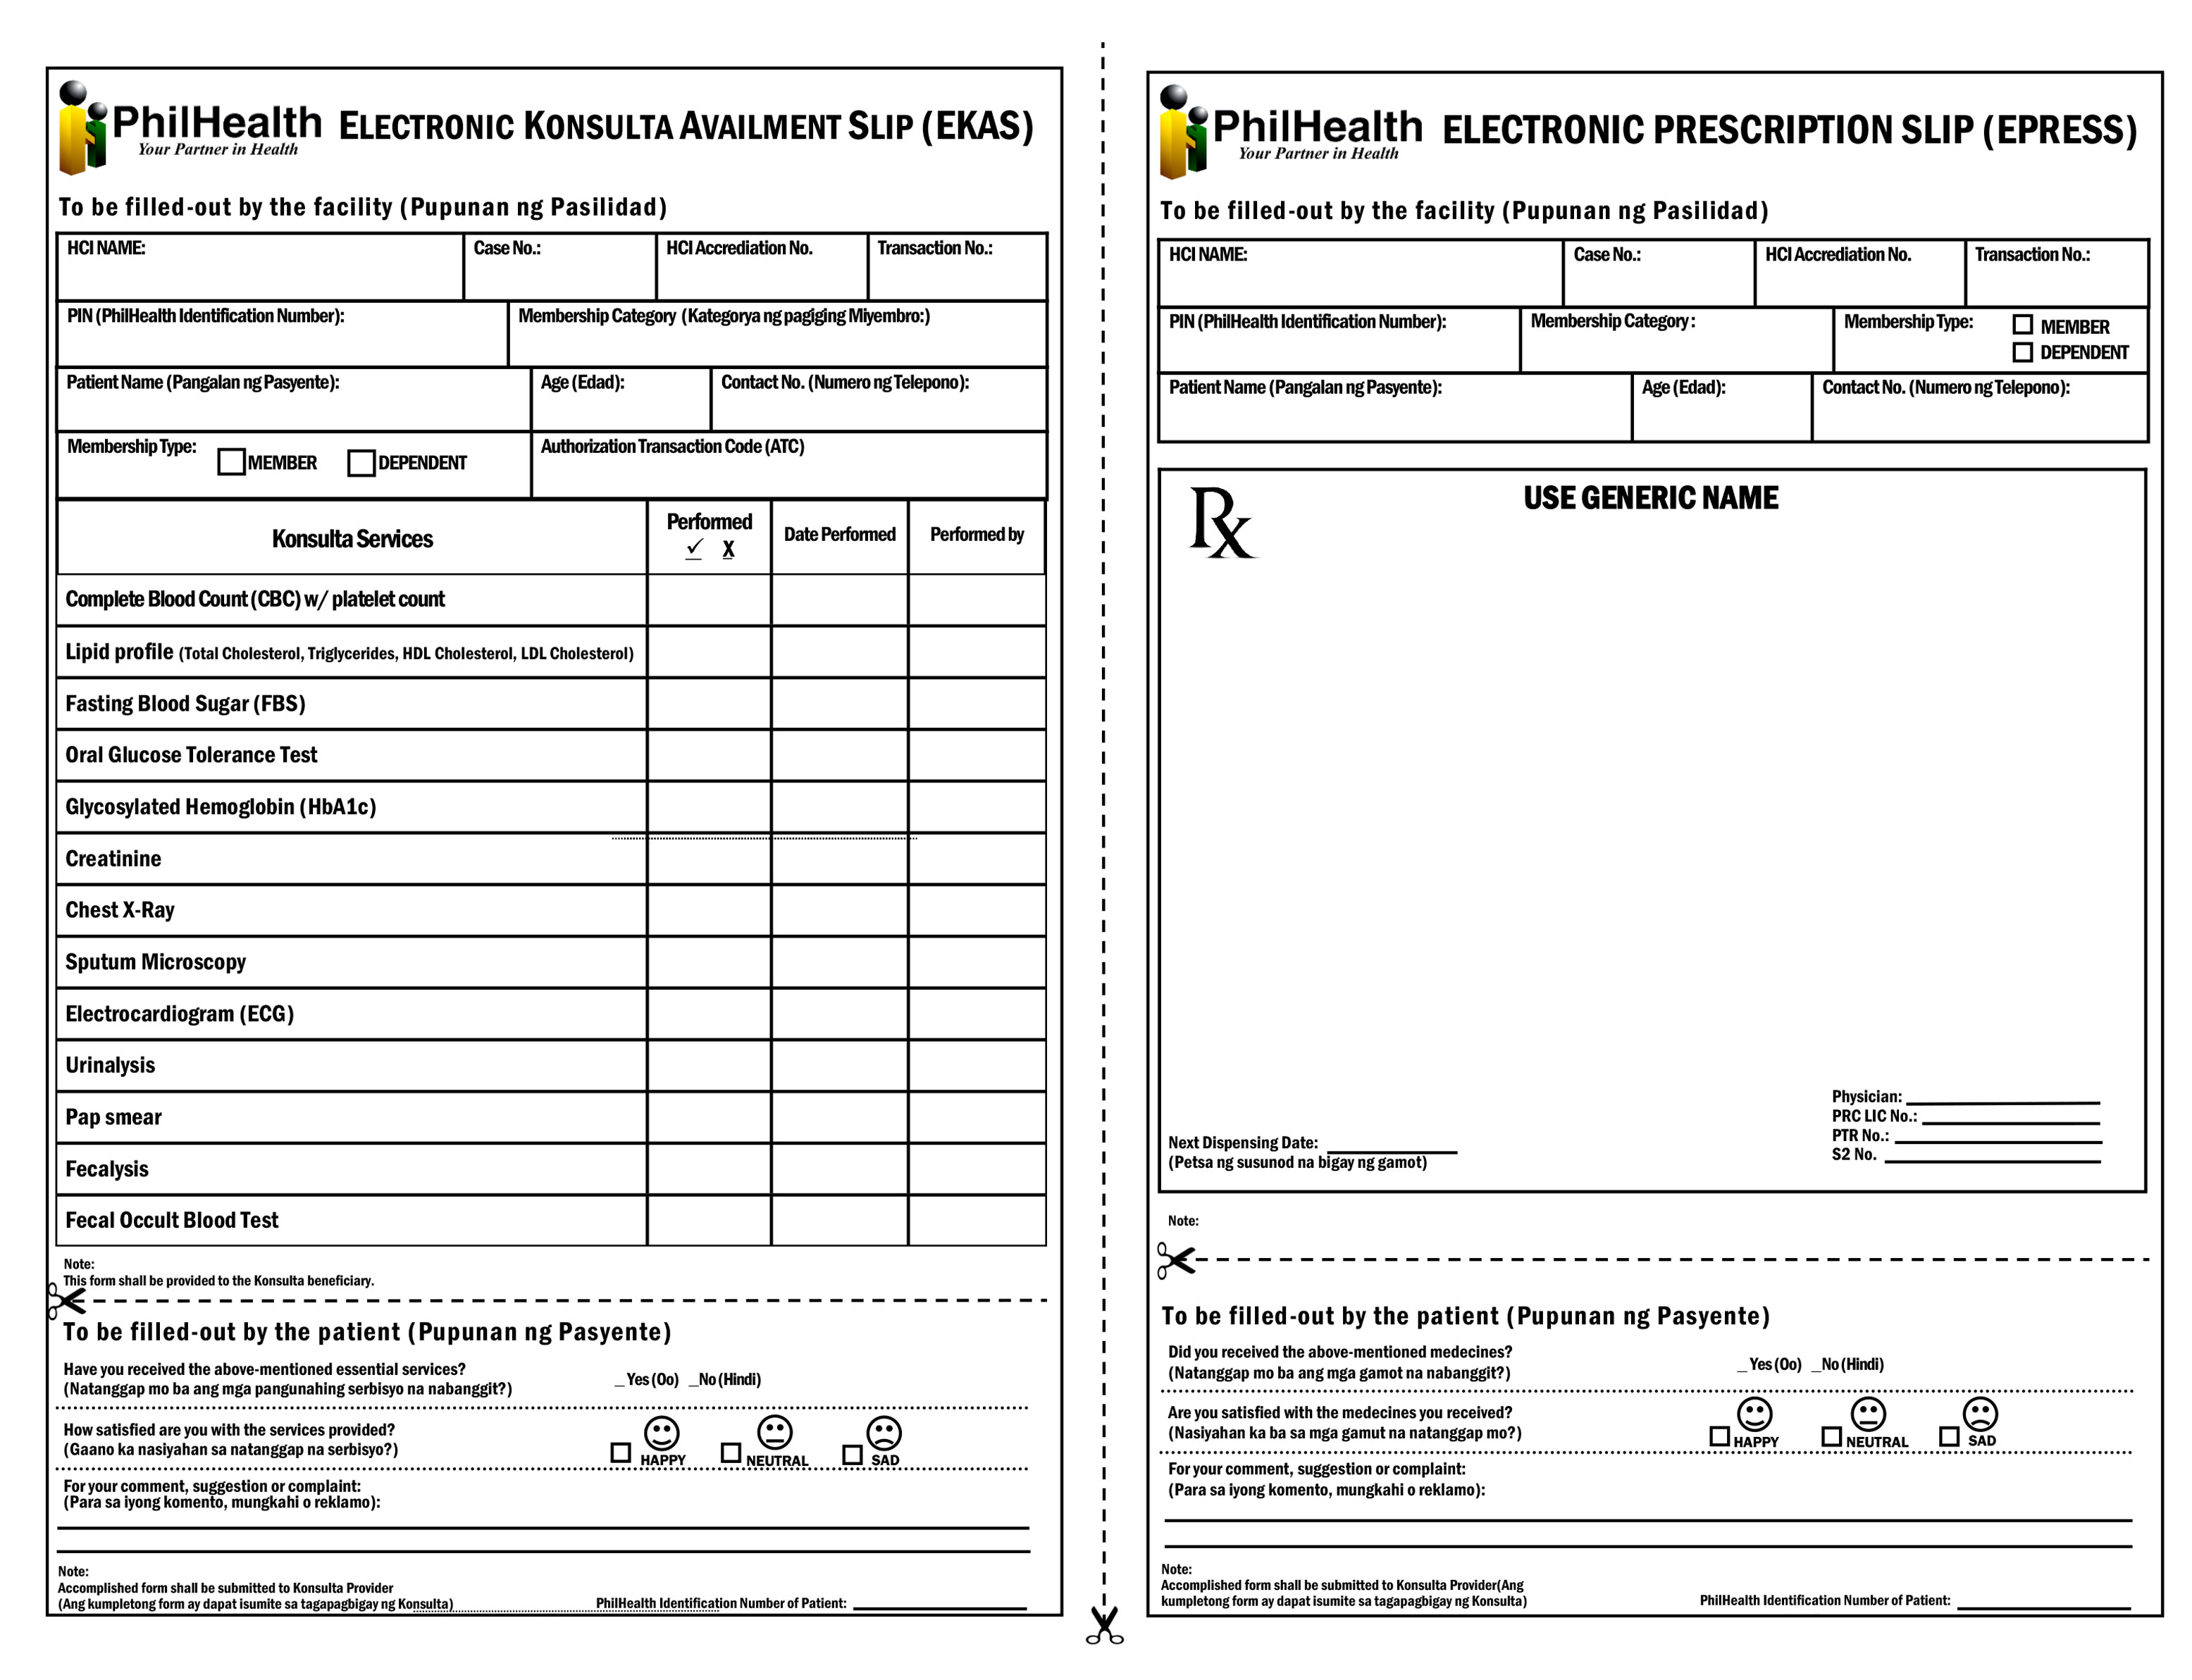 PhilHealth
Your Partner in Health
ELECTRONIC KONSULTA AVAILMENT SLIP (EKAS)
To be filled-out by the facility (Pupunan ng Pasilidad)
HCI NAME:
Case No.:
HCI Accrediation No.
Transaction No.:
PIN (PhilHealth Identification Number):
Membership Category (Kategorya ng pagiging Miyembro:)
Patient Name (Pangalan ng Pasyente):
Age (Edad):
Contact No. (Numero ng Telepono):
Membership Type:
MEMBER
DEPENDENT
Authorization Transaction Code (ATC)
Konsulta Services
Performed
✓ X
Date Performed
Performed by
Complete Blood Count (CBC) w/ platelet count
Lipid profile (Total Cholesterol, Triglycerides, HDL Cholesterol, LDL Cholesterol)
Fasting Blood Sugar (FBS)
Oral Glucose Tolerance Test
Glycosylated Hemoglobin (HbA1c)
Creatinine
Chest X-Ray
Sputum Microscopy
Electrocardiogram (ECG)
Urinalysis
Pap smear
Fecalysis
Fecal Occult Blood Test
Note:
This form shall be provided to the Konsulta beneficiary.
To be filled-out by the patient (Pupunan ng Pasyente)
Have you received the above-mentioned essential services?
(Natanggap mo ba ang mga pangunahing serbisyo na nabanggit?)
_ Yes (Oo) _No (Hindi)
How satisfied are you with the services provided?
(Gaano ka nasiyahan sa natanggap na serbisyo?)
HAPPY
NEUTRAL
SAD
For your comment, suggestion or complaint:
(Para sa iyong komento, mungkahi o reklamo):
Note:
Accomplished form shall be submitted to Konsulta Provider
(Ang kumpletong form ay dapat isumite sa tagapagbigay ng Konsulta)
PhilHealth Identification Number of Patient:
PhilHealth
Your Partner in Health
ELECTRONIC PRESCRIPTION SLIP (EPRESS)
To be filled-out by the facility (Pupunan ng Pasilidad)
HCI NAME:
Case No.:
HCI Accrediation No.
Transaction No.:
PIN (PhilHealth Identification Number):
Membership Category:
Membership Type:
MEMBER
DEPENDENT
Patient Name (Pangalan ng Pasyente):
Age (Edad):
Contact No. (Numero ng Telepono):
Rx
USE GENERIC NAME
Physician:
PRC LIC No.:
PTR No.:
S2 No.
Next Dispensing Date:
(Petsa ng susunod na bigay ng gamot)
Note:
To be filled-out by the patient (Pupunan ng Pasyente)
Did you received the above-mentioned medecines?
(Natanggap mo ba ang mga gamot na nabanggit?)
_ Yes (Oo) _No (Hindi)
Are you satisfied with the medecines you received?
(Nasiyahan ka ba sa mga gamut na natanggap mo?)
HAPPY
NEUTRAL
SAD
For your comment, suggestion or complaint:
(Para sa iyong komento, mungkahi o reklamo):
Note:
Accomplished form shall be submitted to Konsulta Provider(Ang
kumpletong form ay dapat isumite sa tagapagbigay ng Konsulta)
PhilHealth Identification Number of Patient: